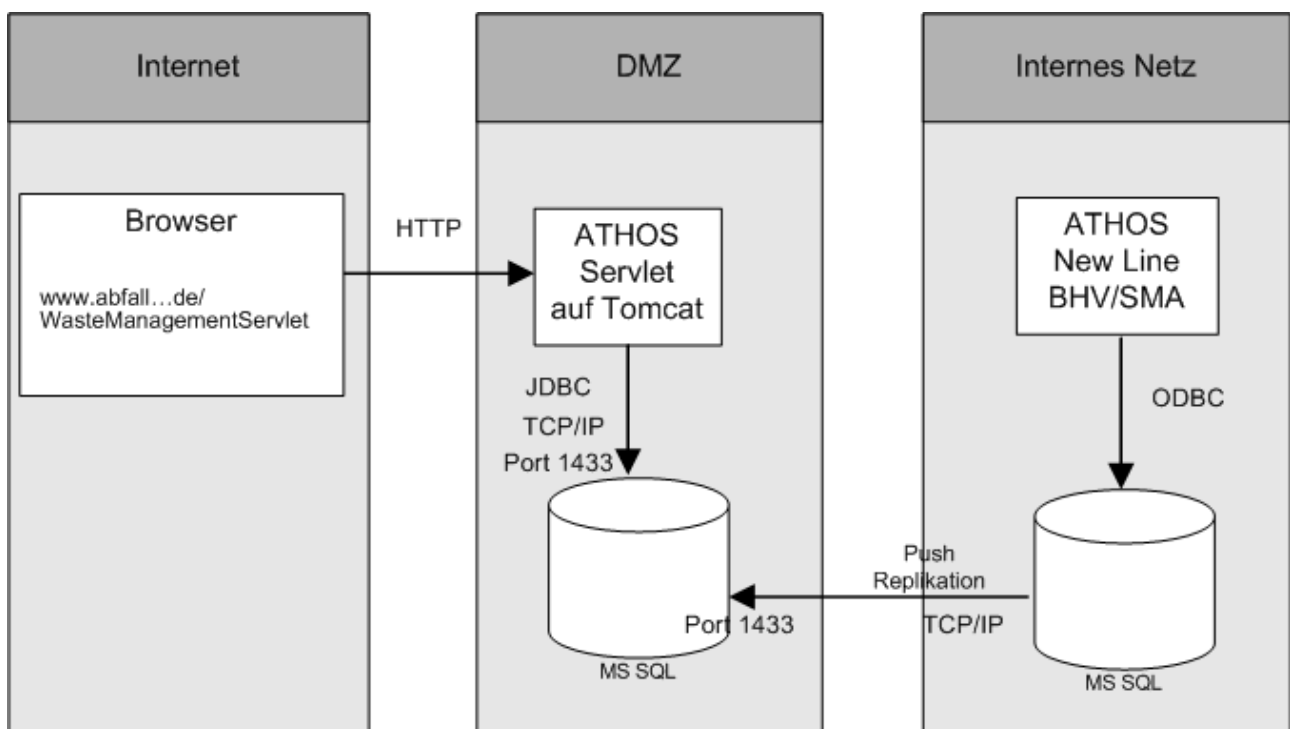 Internet
DMZ
Internes Netz
Browser
www.abfall…de/
WasteManagementServlet
HTTP
ATHOS
Servlet
auf Tomcat
JDBC
TCP/IP
Port 1433
MS SQL
ATHOS
New Line
BHV/SMA
ODBC
Push
Replikation
Port 1433
TCP/IP
MS SQL